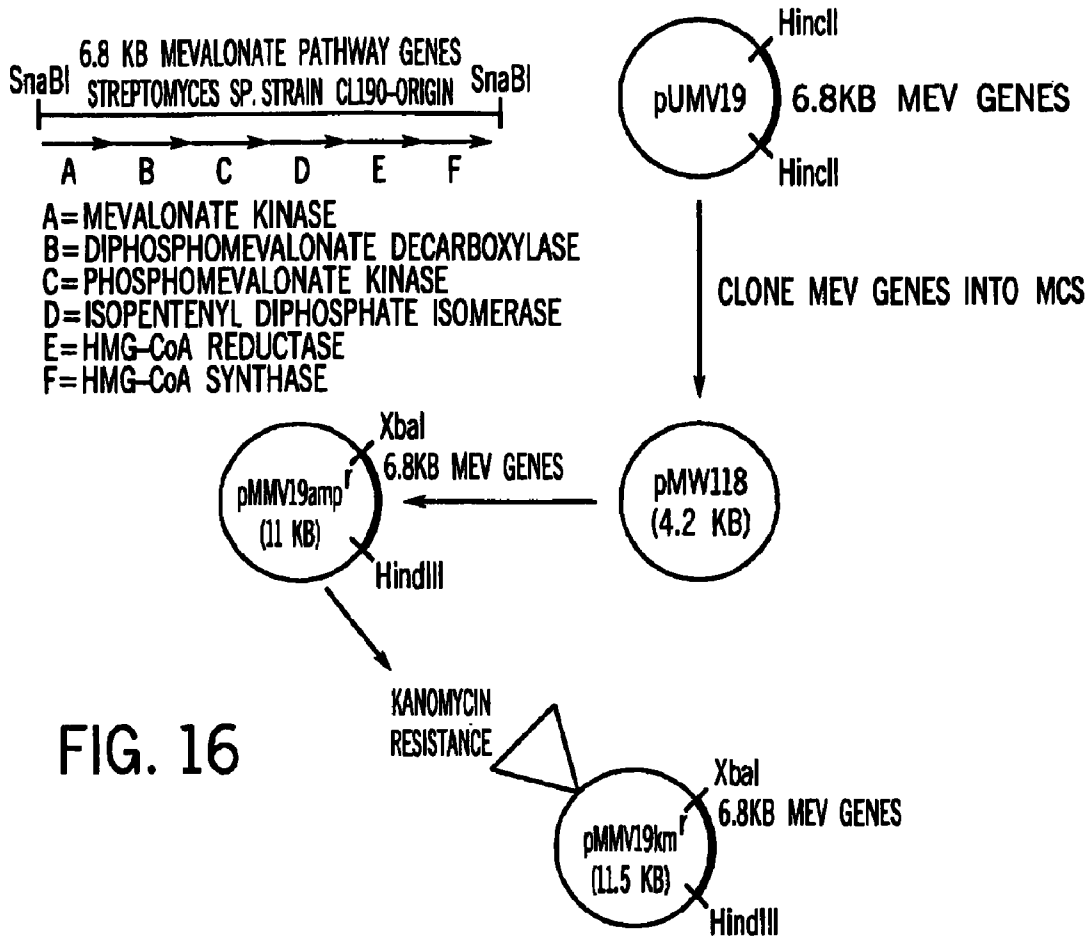 6.8 KB MEVALONATE PATHWAY GENES
SnaBI
SnaBI
STREPTOMYCES SP. STRAIN CL190-ORIGIN
A
B
C
D
E
F
A=MEVALONATE KINASE
B=DIPHOSPHOMEVALONATE DECARBOXYLASE
C=PHOSPHOMEVALONATE KINASE
D=ISOPENTENYL DIPHOSPHATE ISOMERASE
E=HMG-CoA REDUCTASE
F=HMG-CoA SYNTHASE
HincII
pUMV19
6.8KB MEV GENES
HincII
CLONE MEV GENES INTO MCS
pMW118
(4.2 KB)
XbaI
6.8KB MEV GENES
pMMV19amp r
(11 KB)
HindIII
KANOMYCIN
RESISTANCE
XbaI
6.8KB MEV GENES
pMMV19km r
(11.5 KB)
HindIII
FIG. 16